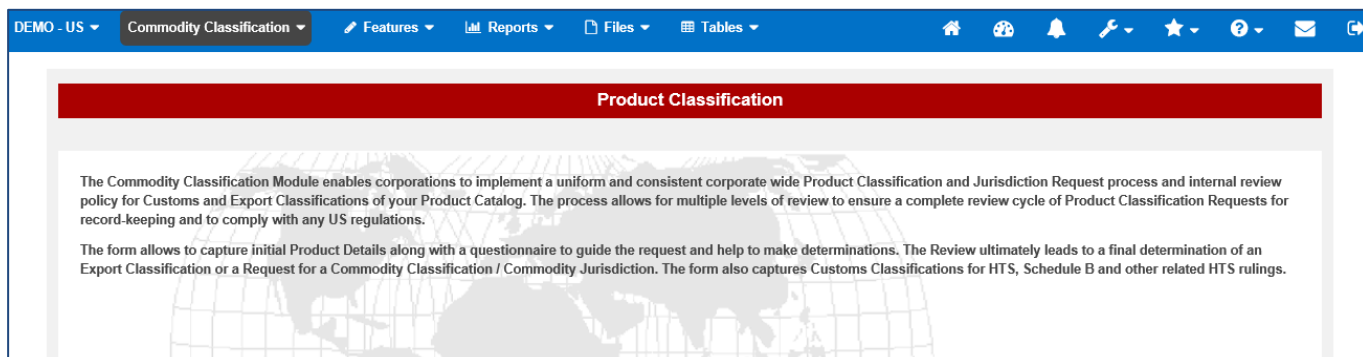 DEMO - US Commodity Classification Features Reports Files Tables
Product Classification
The Commodity Classification Module enables corporations to implement a uniform and consistent corporate wide Product Classification and Jurisdiction Request process and internal review
policy for Customs and Export Classifications of your Product Catalog. The process allows for multiple levels of review to ensure a complete review cycle of Product Classification Requests for
record-keeping and to comply with any US regulations.
The form allows to capture initial Product Details along with a questionnaire to guide the request and help to make determinations. The Review ultimately leads to a final determination of an
Export Classification or a Request for a Commodity Classification / Commodity Jurisdiction. The form also captures Customs Classifications for HTS, Schedule B and other related HTS rulings.